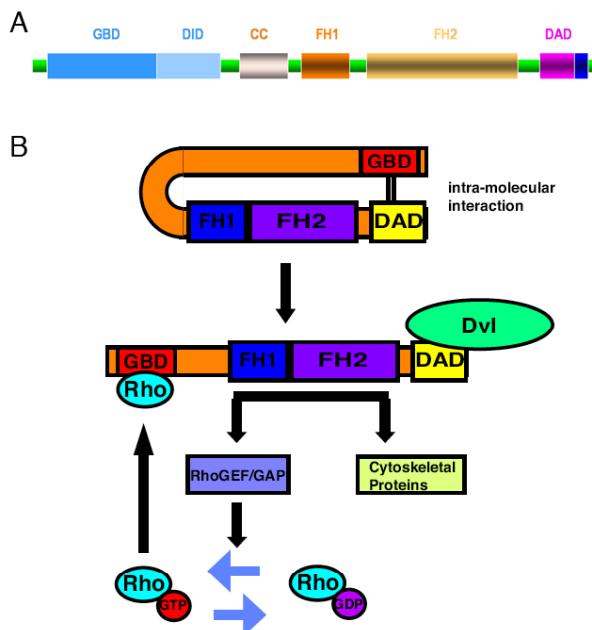 A
GBD DID CC FH1 FH2 DAD
B
GBD
intra-molecular
interaction
FH1 FH2 DAD
Dvl
GBD FH1 FH2 DAD
Rho
RhoGEF/GAP
Cytoskeletal
Proteins
Rho Rho
GTP GDP